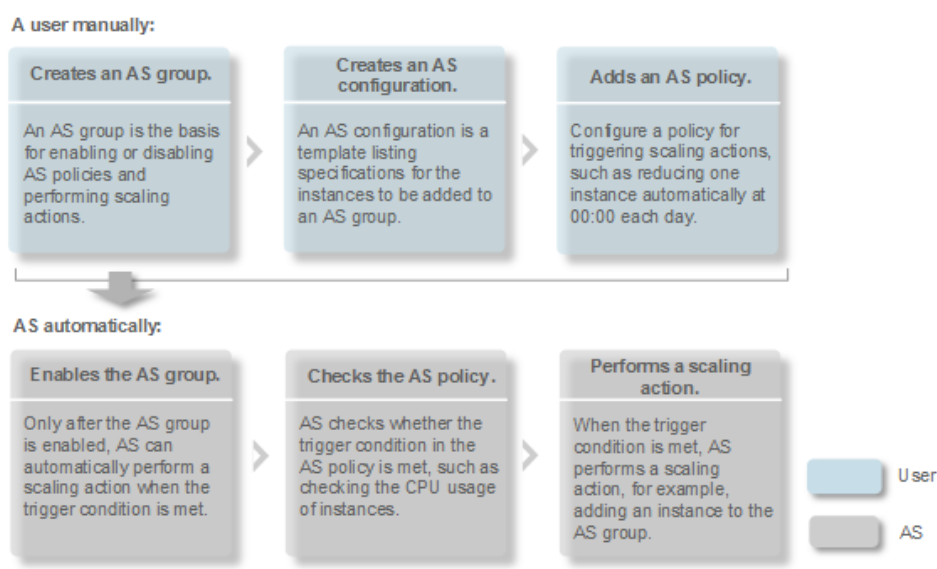 A user manually:
Creates an AS group.
An AS group is the basis
for enabling or disabling
AS policies and
performing scaling
actions.
Creates an AS
configuration.
An AS configuration is a
template listing
specifications for the
instances to be added to
an AS group.
Adds an AS policy.
Configure a policy for
triggering scaling actions,
such as reducing one
instance automatically at
00:00 each day.
AS automatically:
Enables the AS group.
Only after the AS group
is enabled, AS can
automatically perform a
scaling action when the
trigger condition is met.
Checks the AS policy.
AS checks whether the
trigger condition in the
AS policy is met, such as
checking the CPU usage
of instances.
Performs a scaling
action.
When the trigger
condition is met, AS
performs a scaling
action, for example,
adding an instance to the
AS group.
User
AS